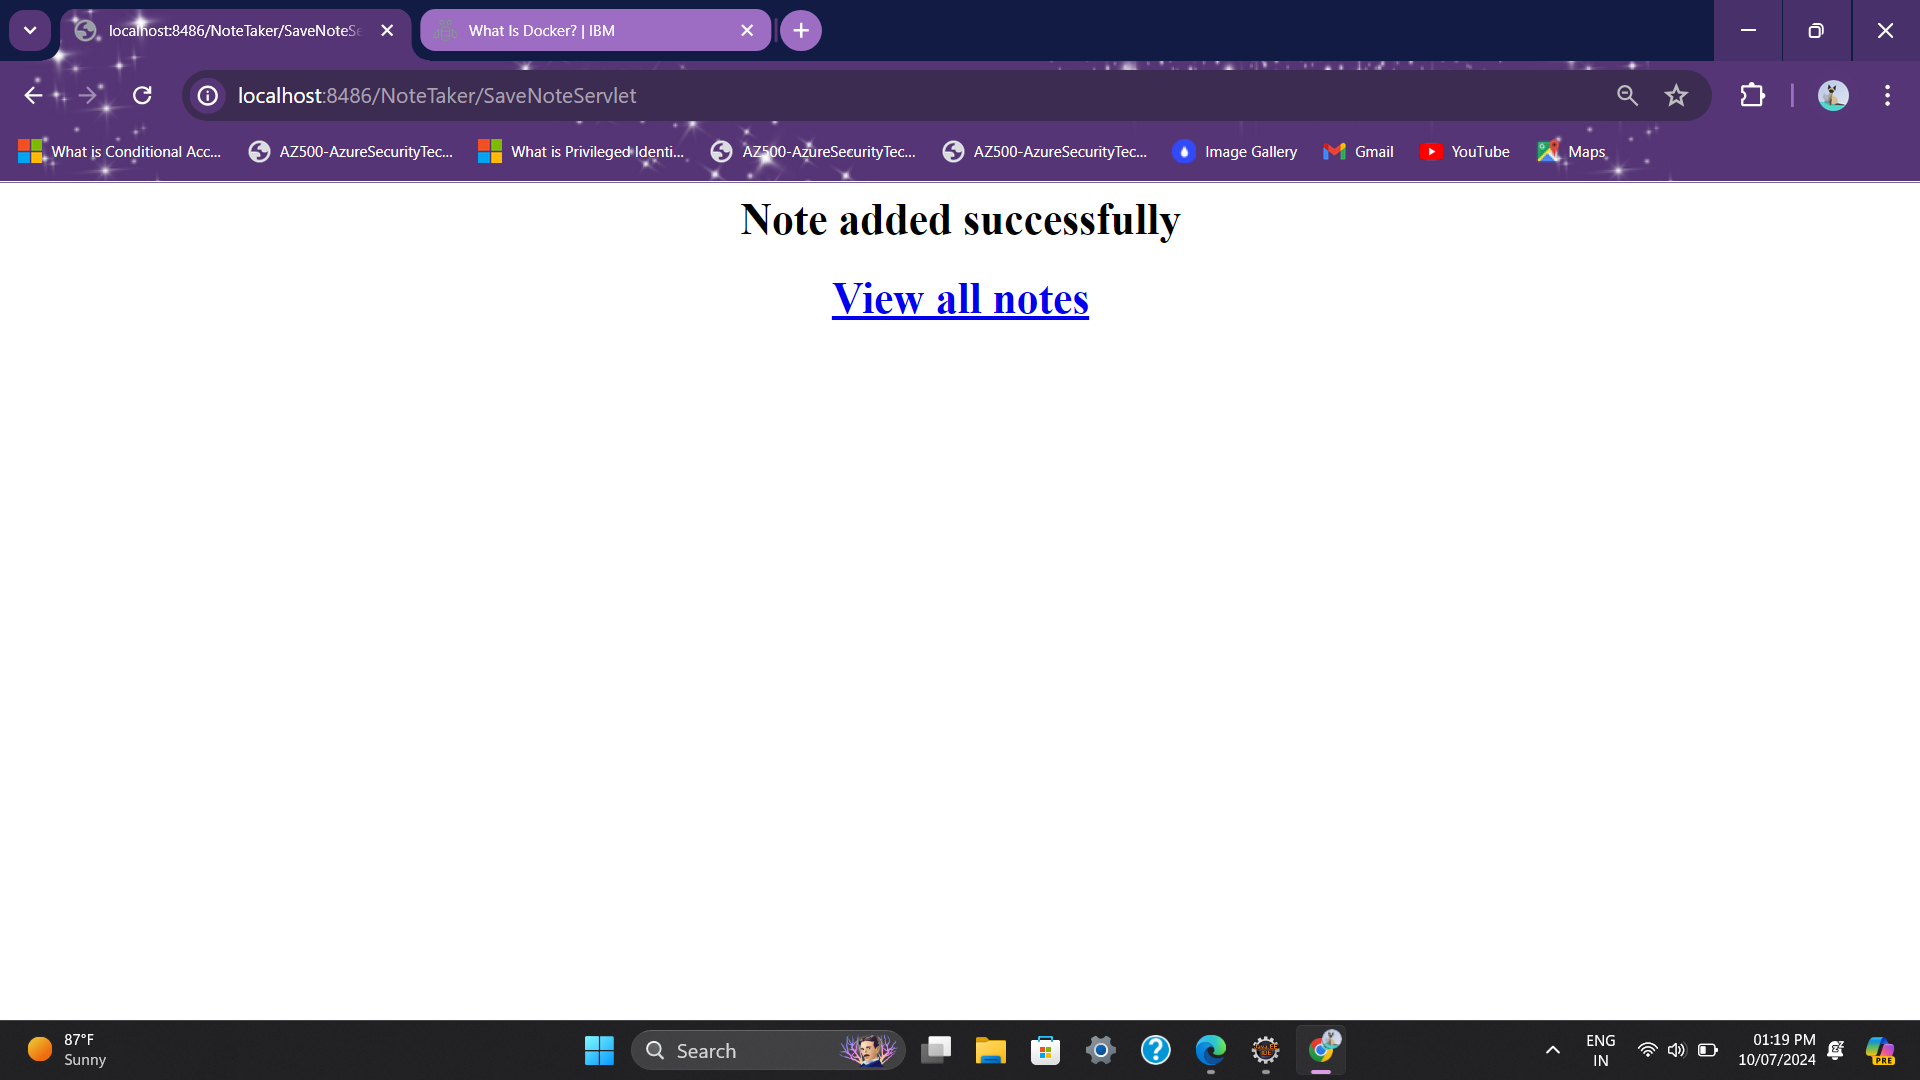 localhost:8486/NoteTaker/SaveNoteSe
What Is Docker? | IBM
localhost:8486/NoteTaker/SaveNoteServlet
What is Conditional Acc...
AZ500-AzureSecurityTec...
What is Privileged Identi...
AZ500-AzureSecurityTec...
AZ500-AzureSecurityTec...
Image Gallery
Gmail
YouTube
Maps
Note added successfully
View all notes
87°F
Sunny
Search
ENG
IN
01:19 PM
10/07/2024
PRE